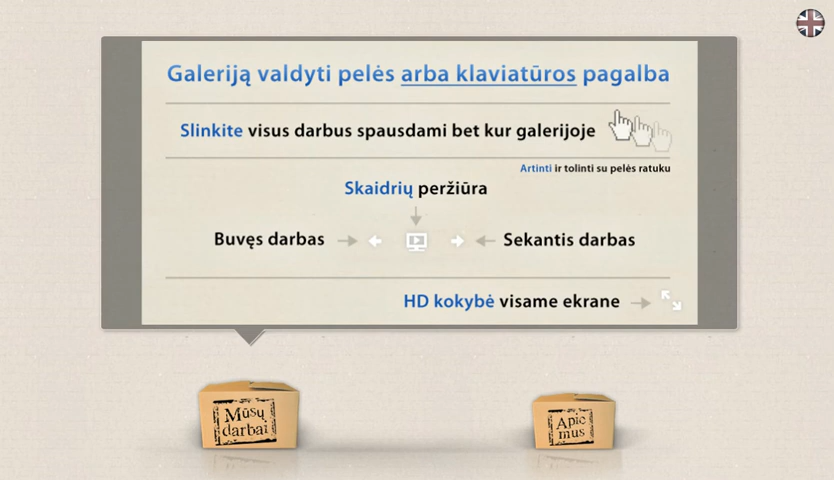 Galeriją valdyti pelės arba klaviatūros pagalba
Slinkite visus darbus spausdami bet kur galerijoje
Artinti ir tolinti su pelės ratuku
Skaidrių peržiūra
Buvęs darbas
Sekantis darbas
HD kokybė visame ekrane
Mūsų
darbai
Apie
mus